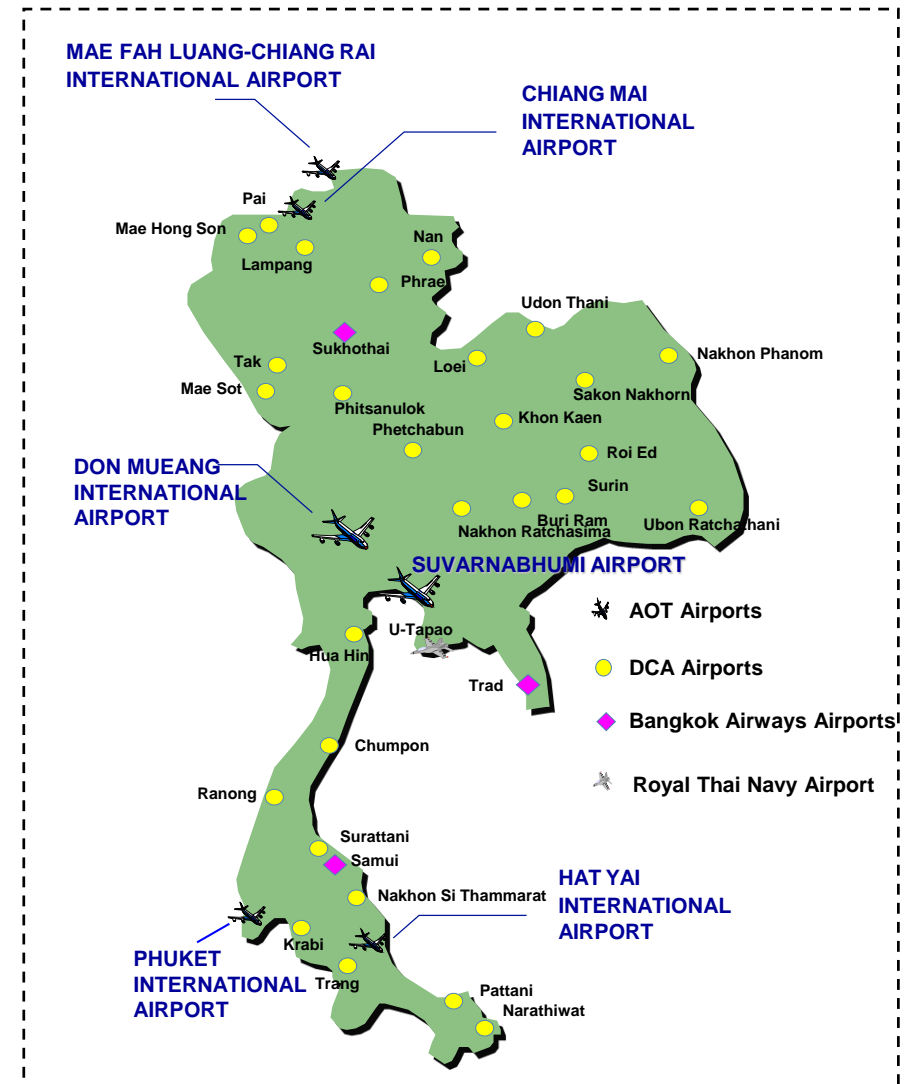 MAE FAH LUANG-CHIANG RAI
INTERNATIONAL AIRPORT
CHIANG MAI
INTERNATIONAL
AIRPORT
Pai
Mae Hong Son
Nan
Lampang
Phrae
Udon Thani
Sukhothai
Nakhon Phanom
Tak
Loei
Mae Sot
Sakon Nakhorn
Phitsanulok
Khon Kaen
Phetchabun
Roi Ed
DON MUEANG
INTERNATIONAL
AIRPORT
Surin
Buri Ram
Nakhon Ratchasima
Ubon Ratchathani
SUVARNABHUMI AIRPORT
AOT Airports
U-Tapao
Hua Hin
DCA Airports
Trad
Bangkok Airways Airports
Chumpon
Royal Thai Navy Airport
Ranong
Surattani
Samui
HAT YAI
INTERNATIONAL
AIRPORT
Nakhon Si Thammarat
Krabi
PHUKET
INTERNATIONAL
AIRPORT
Trang
Pattani
Narathiwat